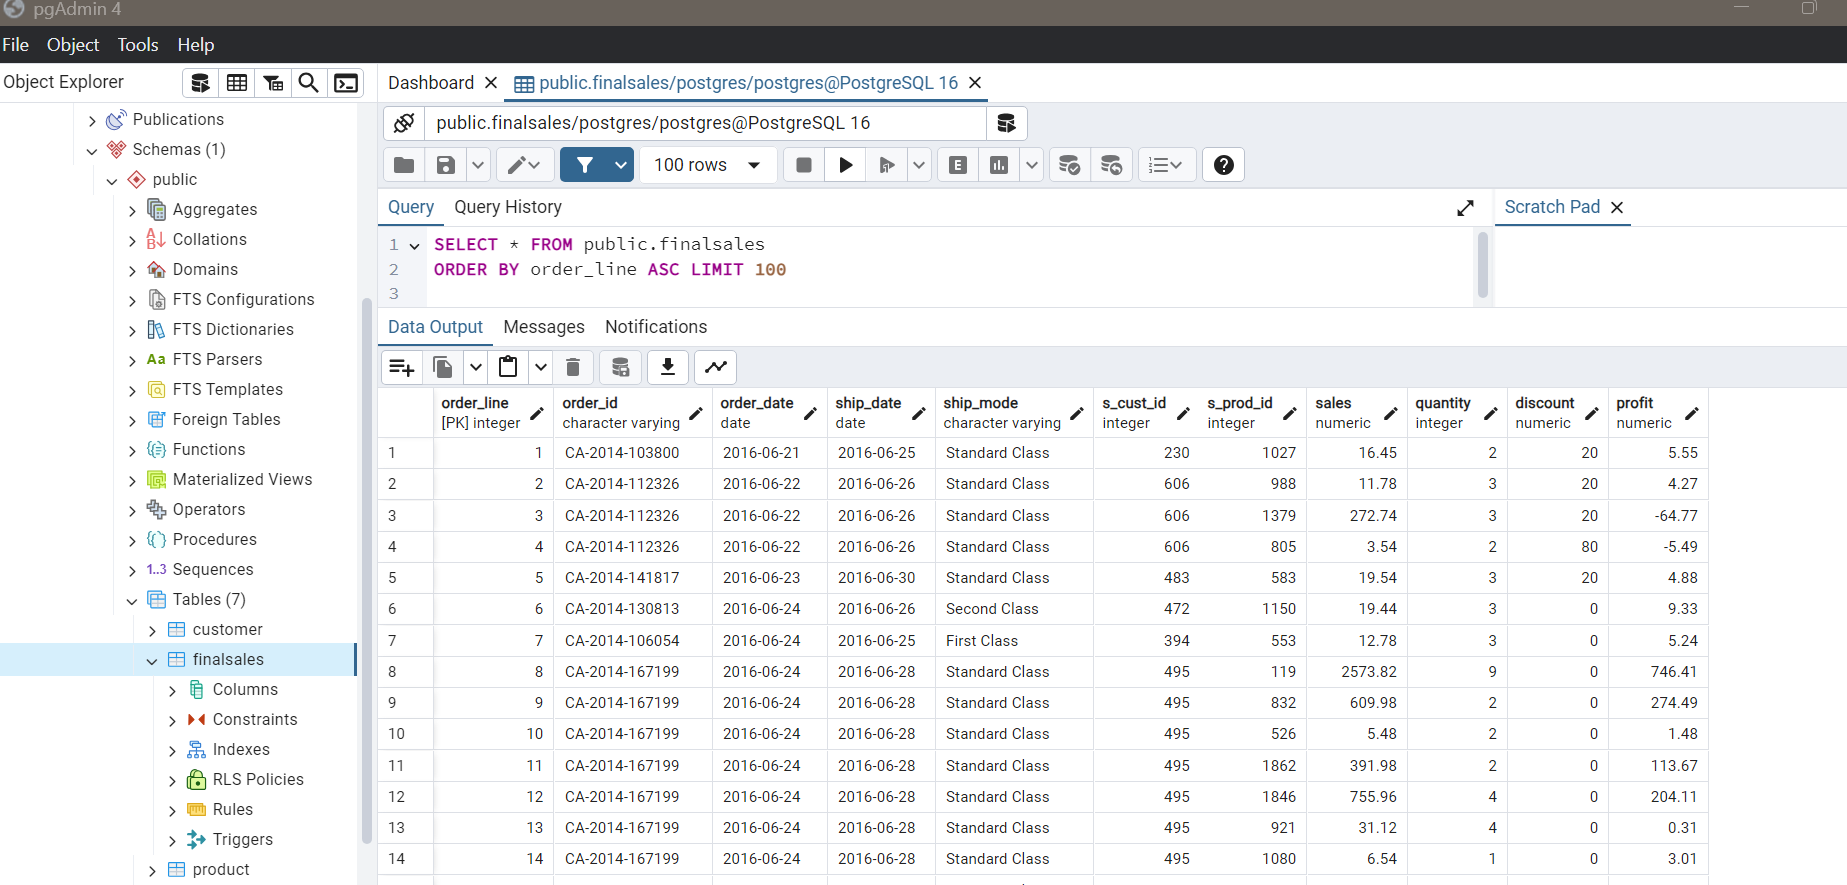 pgAdmin 4
File Object Tools Help
Object Explorer
Dashboard public.finalsales/postgres/postgres@PostgreSQL 16
public.finalsales/postgres/postgres@PostgreSQL 16
100 rows
E
Query Query History Scratch Pad
1 SELECT * FROM public.finalsales
2 ORDER BY order_line ASC LIMIT 100
3
Data Output Messages Notifications
Publications
Schemas (1)
public
Aggregates
Collations
Domains
FTS Configurations
FTS Dictionaries
Aa FTS Parsers
FTS Templates
Foreign Tables
Functions
Materialized Views
Operators
Procedures
1..3 Sequences
Tables (7)
customer
finalsales
Columns
Constraints
Indexes
RLS Policies
Rules
Triggers
product
order_line order_id order_date ship_date ship_mode s_cust_id s_prod_id sales quantity discount profit
[PK] integer character varying date date character varying integer integer numeric integer numeric numeric
1 1 CA-2014-103800 2016-06-21 2016-06-25 Standard Class 230 1027 16.45 2 20 5.55
2 2 CA-2014-112326 2016-06-22 2016-06-26 Standard Class 606 988 11.78 3 20 4.27
3 3 CA-2014-112326 2016-06-22 2016-06-26 Standard Class 606 1379 272.74 3 20 -64.77
4 4 CA-2014-112326 2016-06-22 2016-06-26 Standard Class 606 805 3.54 2 80 -5.49
5 5 CA-2014-141817 2016-06-23 2016-06-30 Standard Class 483 583 19.54 3 20 4.88
6 6 CA-2014-130813 2016-06-24 2016-06-26 Second Class 472 1150 19.44 3 0 9.33
7 7 CA-2014-106054 2016-06-24 2016-06-25 First Class 394 553 12.78 3 0 5.24
8 8 CA-2014-167199 2016-06-24 2016-06-28 Standard Class 495 119 2573.82 9 0 746.41
9 9 CA-2014-167199 2016-06-24 2016-06-28 Standard Class 495 832 609.98 2 0 274.49
10 10 CA-2014-167199 2016-06-24 2016-06-28 Standard Class 495 526 5.48 2 0 1.48
11 11 CA-2014-167199 2016-06-24 2016-06-28 Standard Class 495 1862 391.98 2 0 113.67
12 12 CA-2014-167199 2016-06-24 2016-06-28 Standard Class 495 1846 755.96 4 0 204.11
13 13 CA-2014-167199 2016-06-24 2016-06-28 Standard Class 495 921 31.12 4 0 0.31
14 14 CA-2014-167199 2016-06-24 2016-06-28 Standard Class 495 1080 6.54 1 0 3.01